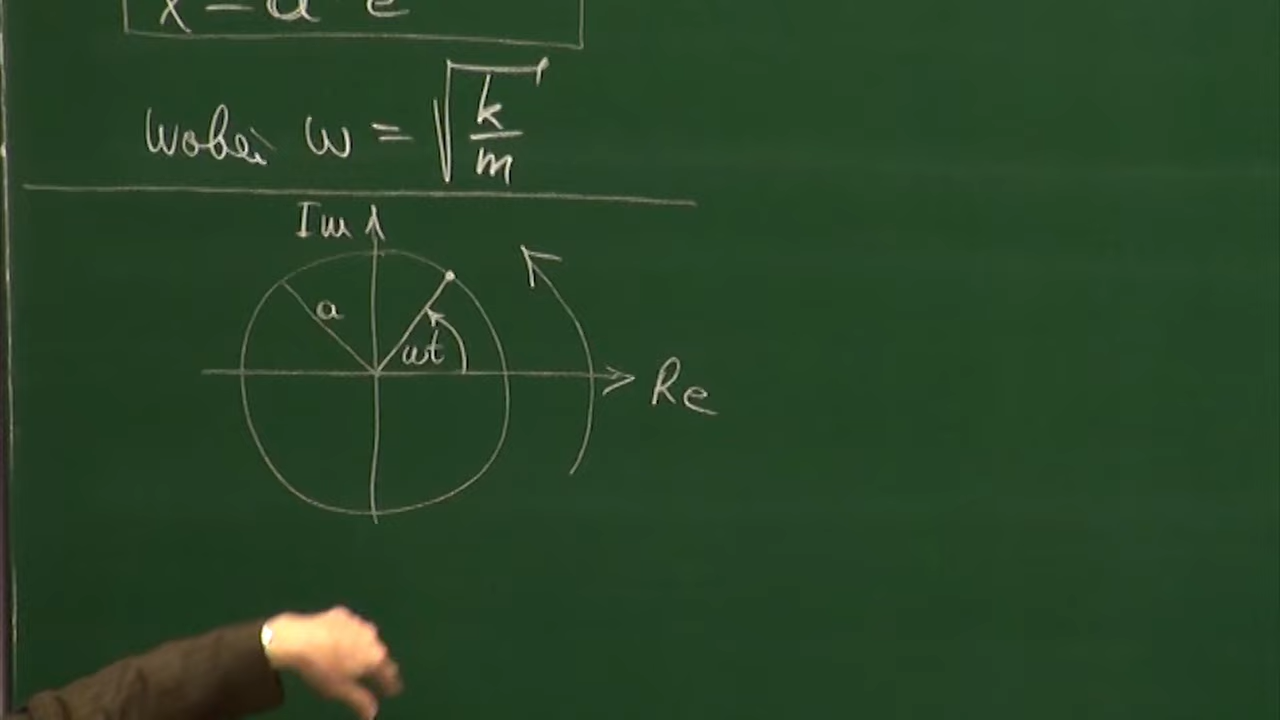 x = a · e
wobei ω = √(k/m)
Im
a
ωt
Re